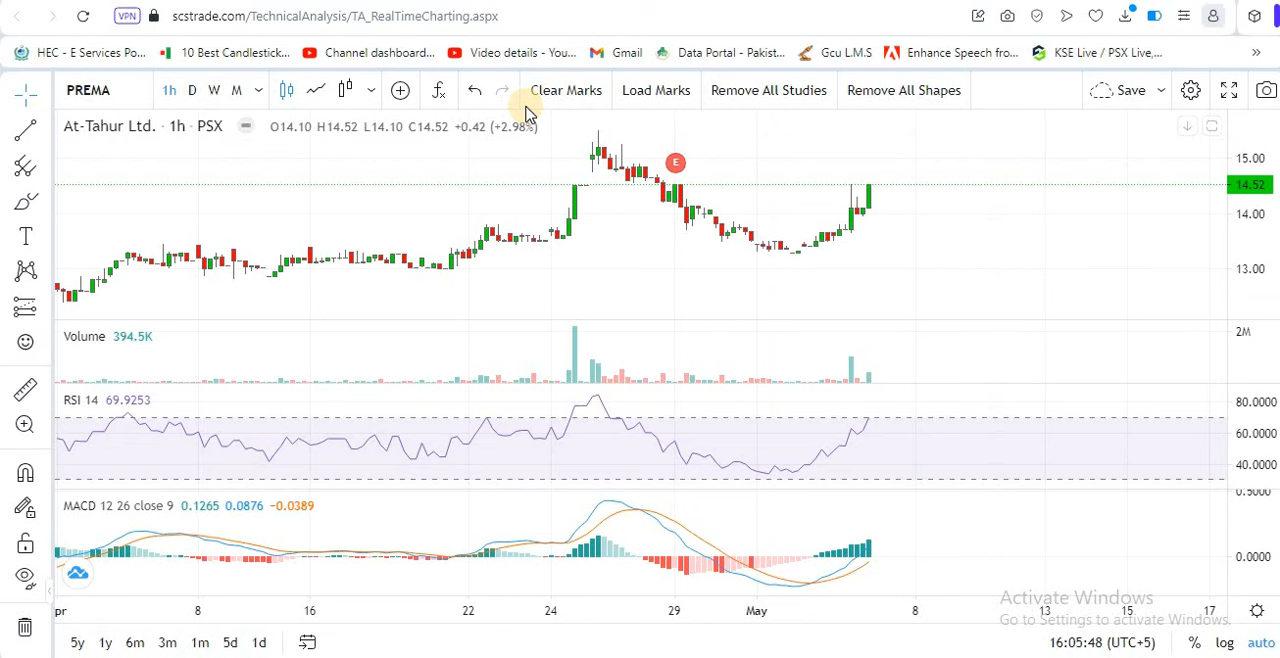 VPN scstrade.com/TechnicalAnalysis/TA_RealTimeCharting.aspx
HEC - E Services Po... 10 Best Candlestick... Channel dashboard... Video details - You... Gmail Data Portal - Pakist... Gcu L.M.S Enhance Speech fro... KSE Live / PSX Live,... »
PREMA 1h D W M Clear Marks Load Marks Remove All Studies Remove All Shapes Save
At-Tahur Ltd. · 1h · PSX O14.10 H14.52 L14.10 C14.52 +0.42 (+2.98%)
15.00
E
14.52
14.00
13.00
Volume 394.5K
2M
RSI 14 69.9253
80.0000
60.0000
40.0000
0.5000
MACD 12 26 close 9 0.1265 0.0876 −0.0389
0.0000
Activate Windows
pr 8 16 22 24 29 May 8 13 15 17
Go to Settings to activate Windows.
5y 1y 6m 3m 1m 5d 1d 16:05:48 (UTC+5) % log auto